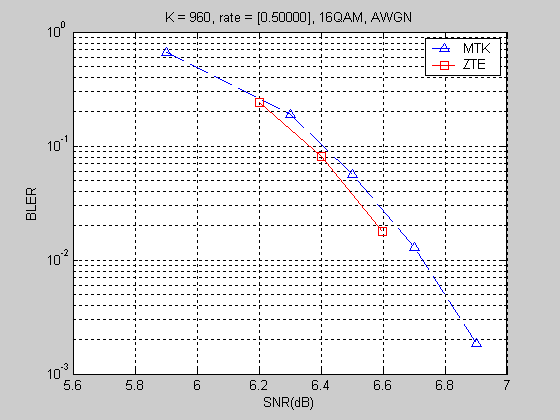 K = 960, rate = [0.50000], 16QAM, AWGN
10^0
MTK
ZTE
10^-1
BLER
10^-2
10^-3
5.6 5.8 6 6.2 6.4 6.6 6.8 7
SNR(dB)